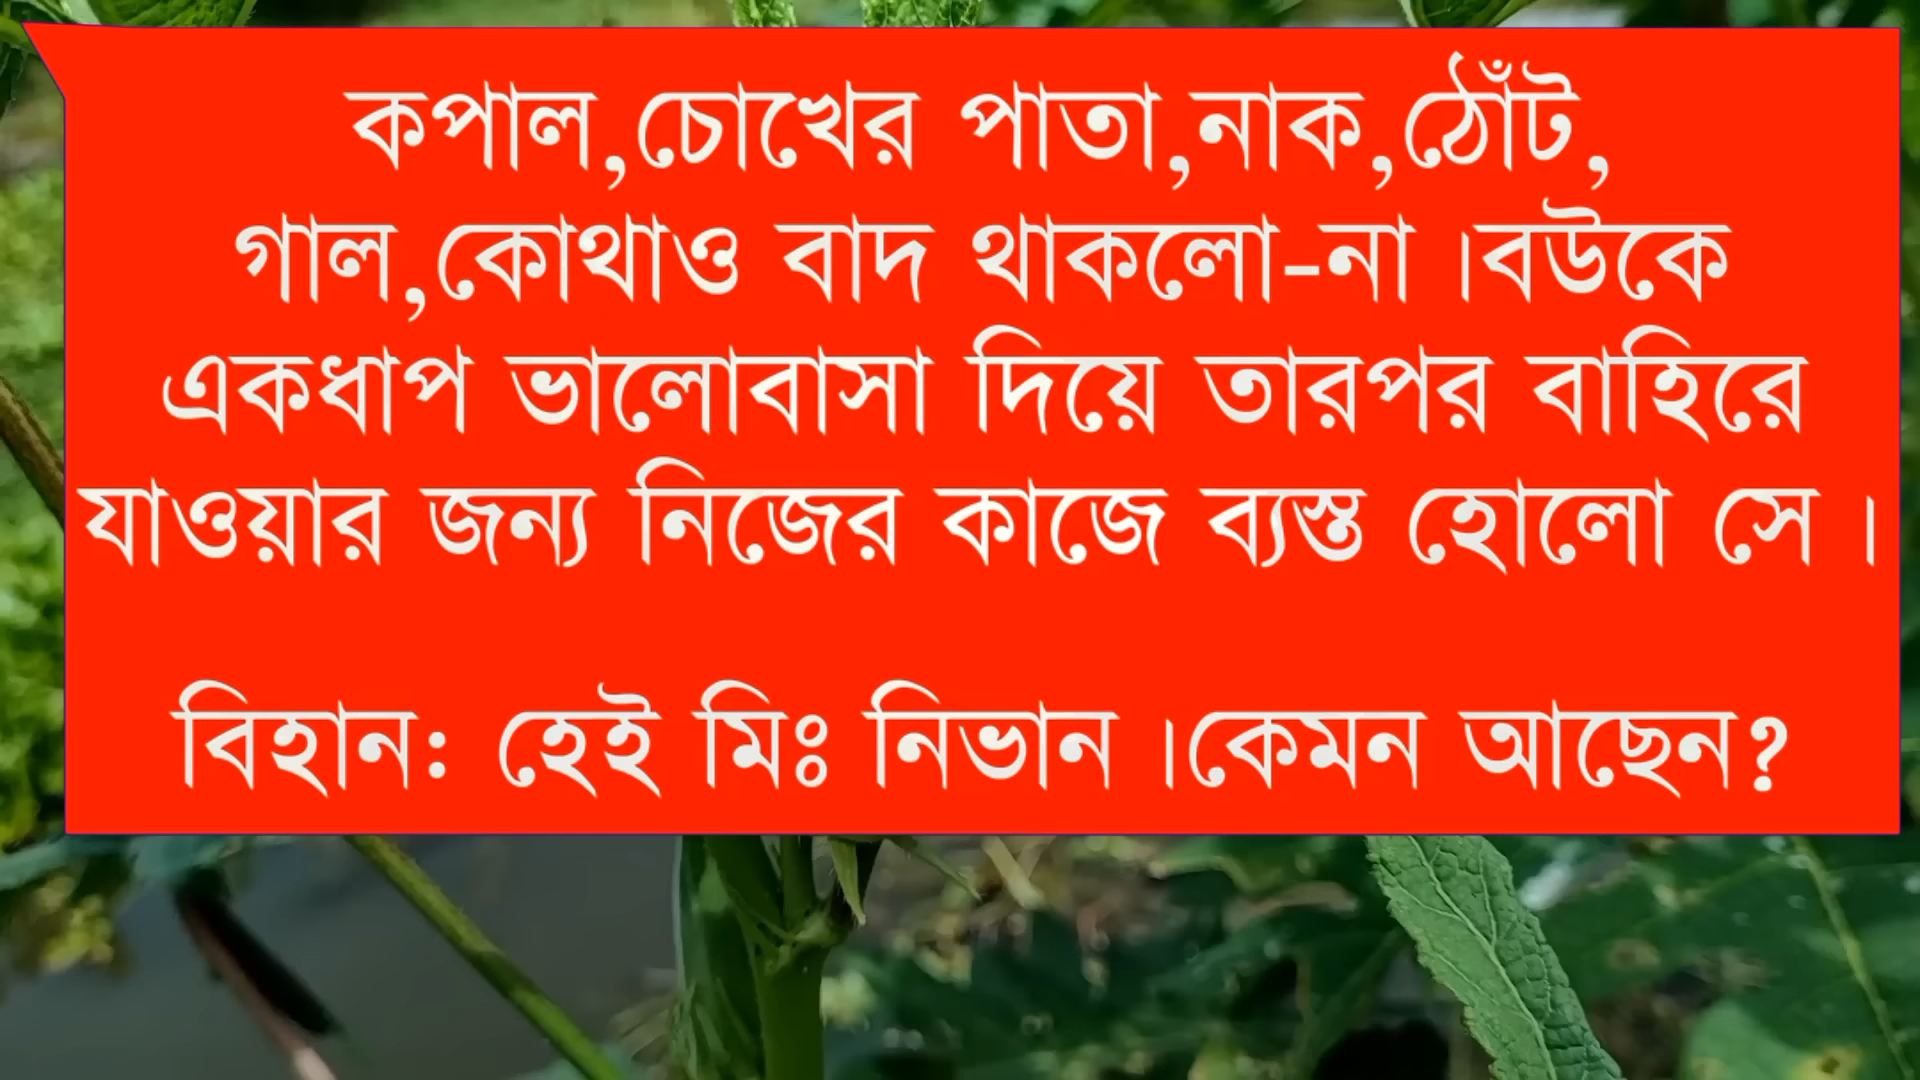 কপাল,চোখের পাতা,নাক,ঠোঁট,
গাল,কোথাও বাদ থাকলো-না ।বউকে
একধাপ ভালোবাসা দিয়ে তারপর বাহিরে
যাওয়ার জন্য নিজের কাজে ব্যস্ত হোলো সে ।
বিহান: হেই মিঃ নিভান ।কেমন আছেন?